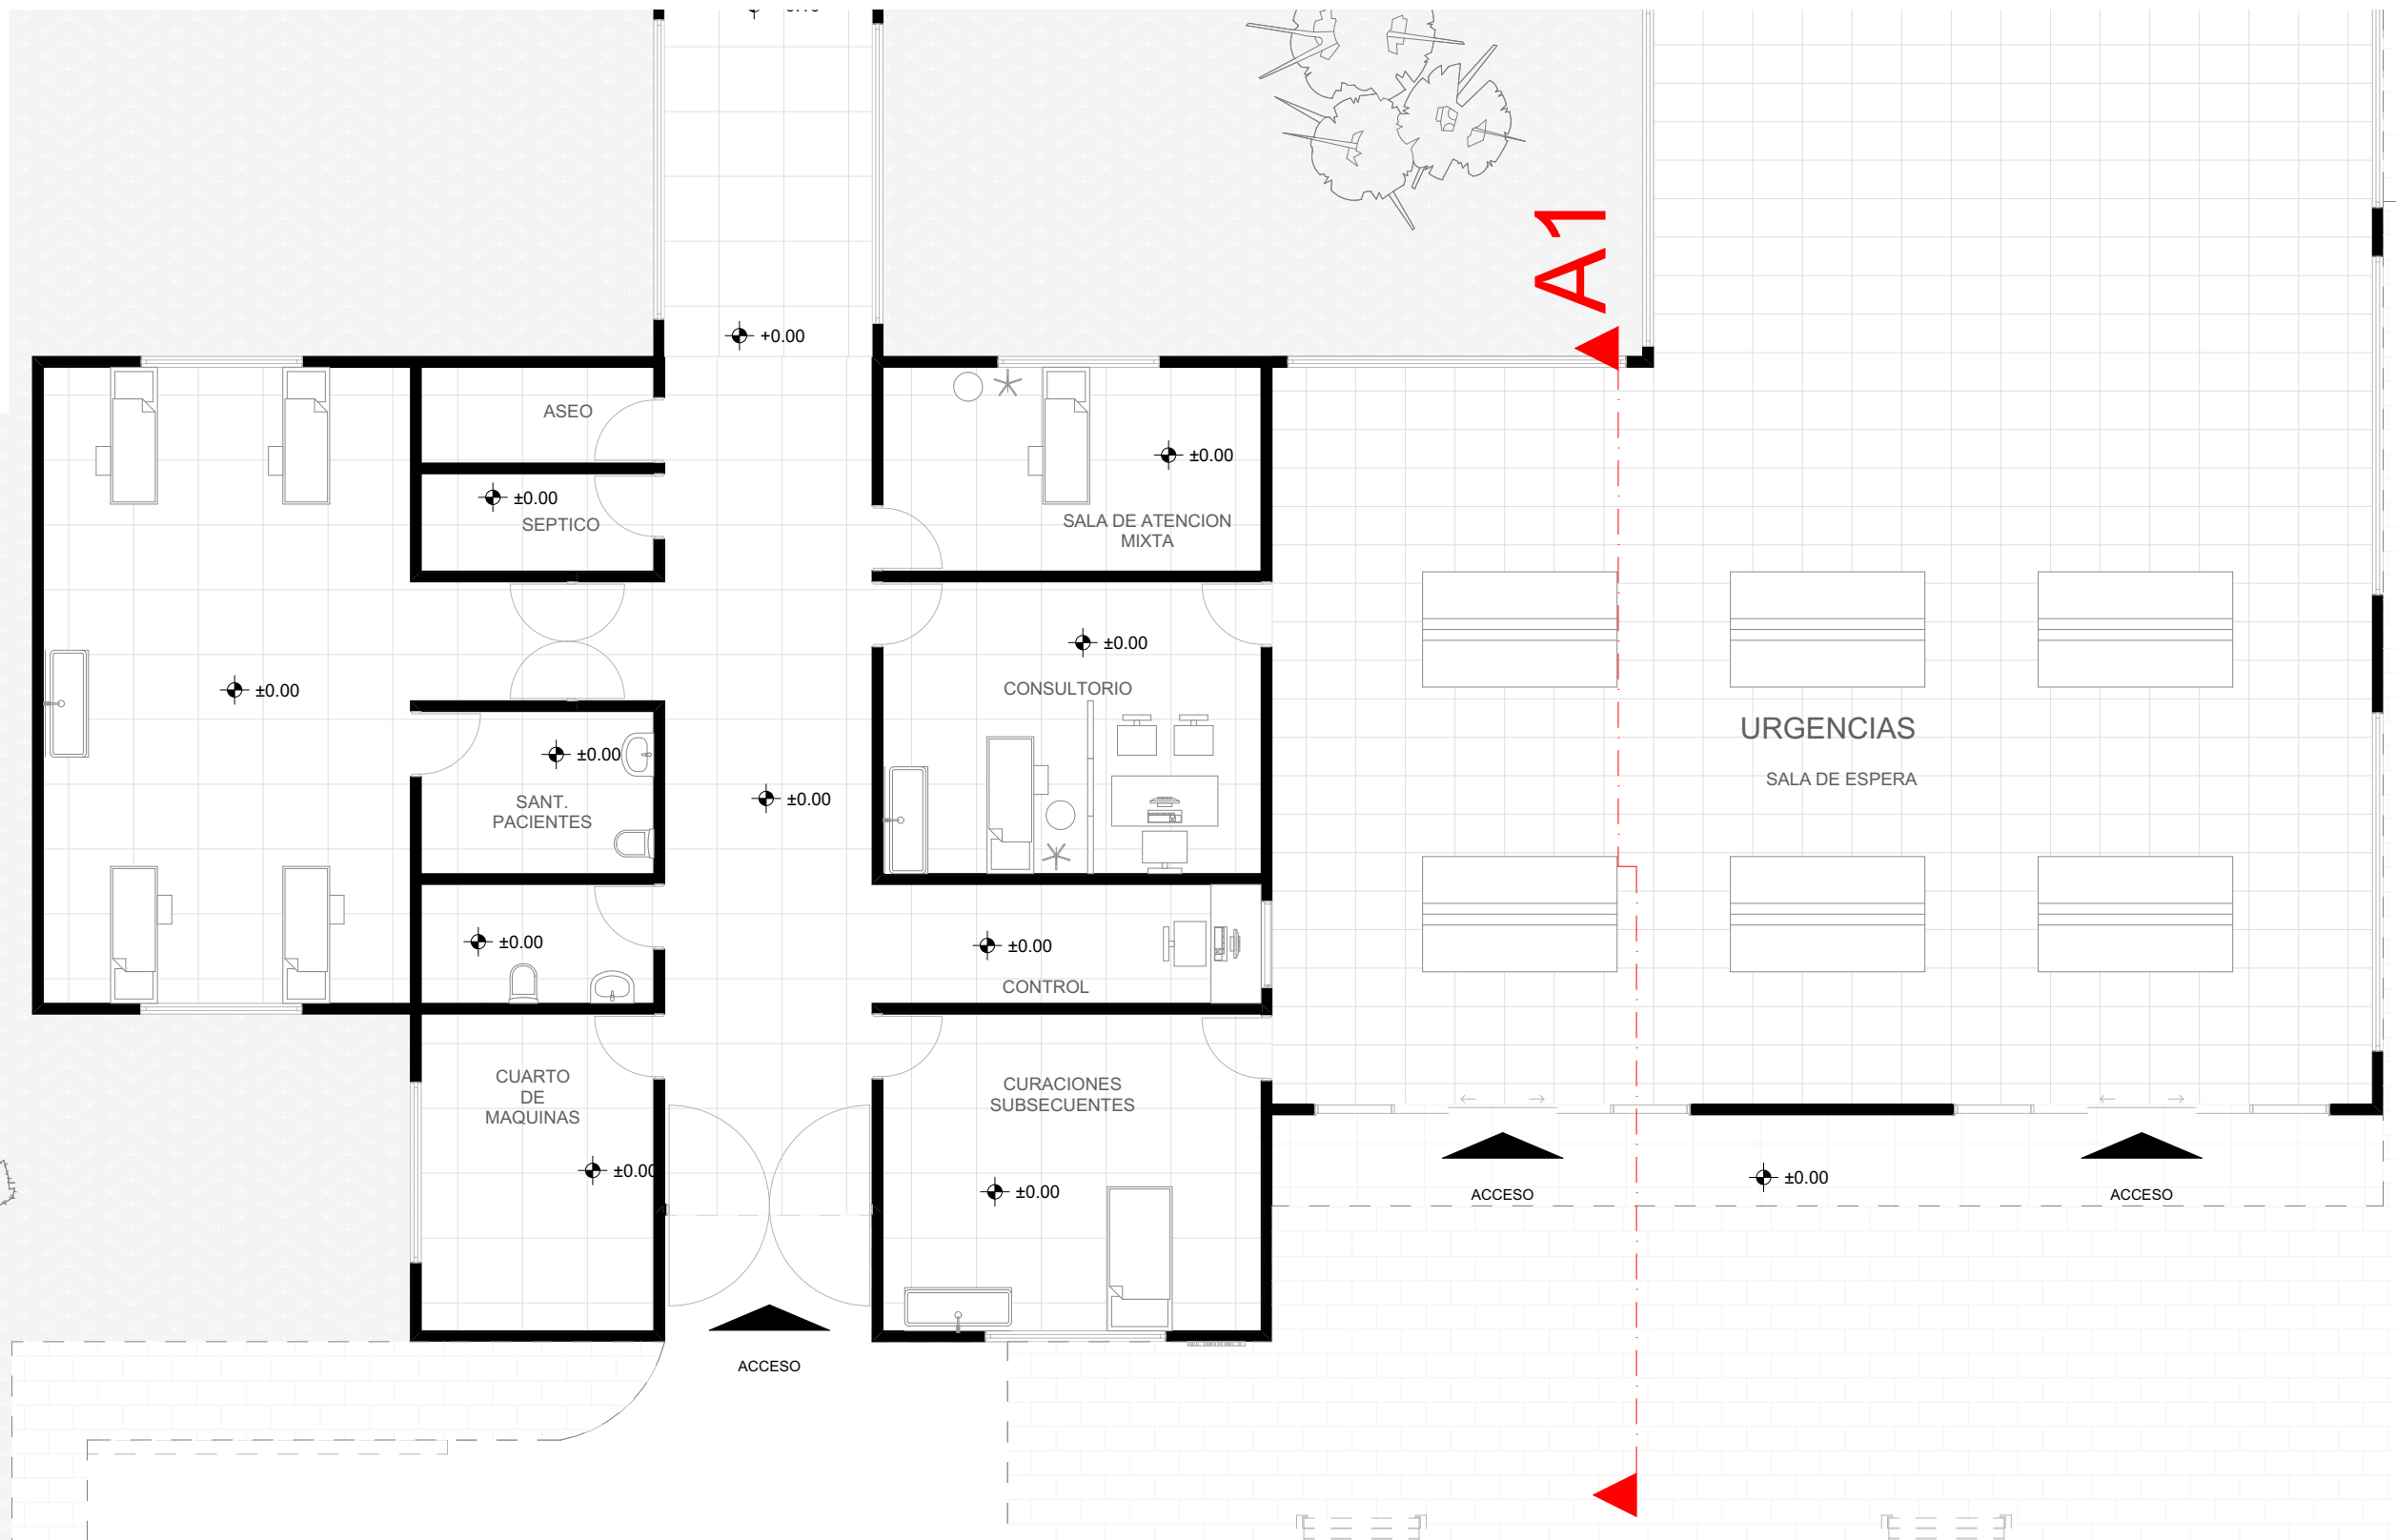 A1
+0.00
ASEO
±0.00
SEPTICO
±0.00
SALA DE ATENCION
MIXTA
±0.00
±0.00
CONSULTORIO
±0.00
SANT.
PACIENTES
±0.00
URGENCIAS
SALA DE ESPERA
±0.00
±0.00
CONTROL
CUARTO
DE
MAQUINAS
±0.00
CURACIONES
SUBSECUENTES
±0.00
ACCESO
±0.00
ACCESO
ACCESO